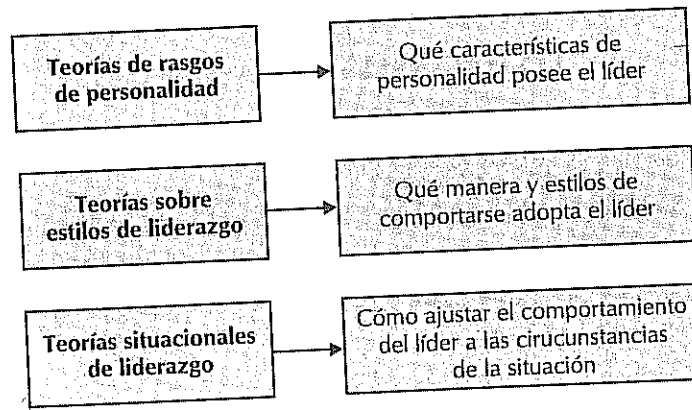 Teorías de rasgos
de personalidad
Qué características de
personalidad posee el líder
Teorías sobre
estilos de liderazgo
Qué manera y estilos de
comportarse adopta el líder
Teorías situacionales
de liderazgo
Cómo ajustar el comportamiento
del líder a las cirucunstancias
de la situación